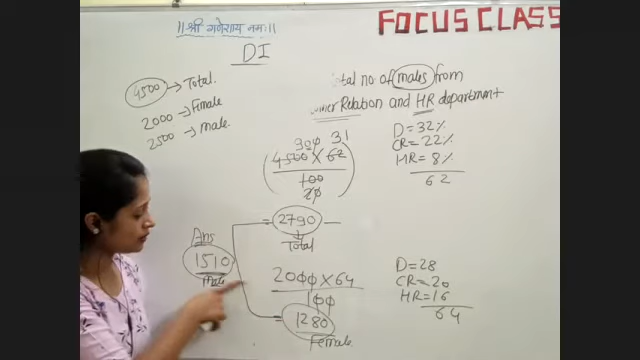 ॥ श्री गणेशाय नमः॥
FOCUS CLASS
DI
4500 → Total.
2000 → Female
2500 → male.
tal no of males from
omer Relation and HR department
D = 32%
CR = 22%
HR = 8%
62
31
4500 × 62
100
20
2790
Total
Ans
1510
male
2000 × 64
100
1280
Female
D = 28
CR = 20
HR = 16
64